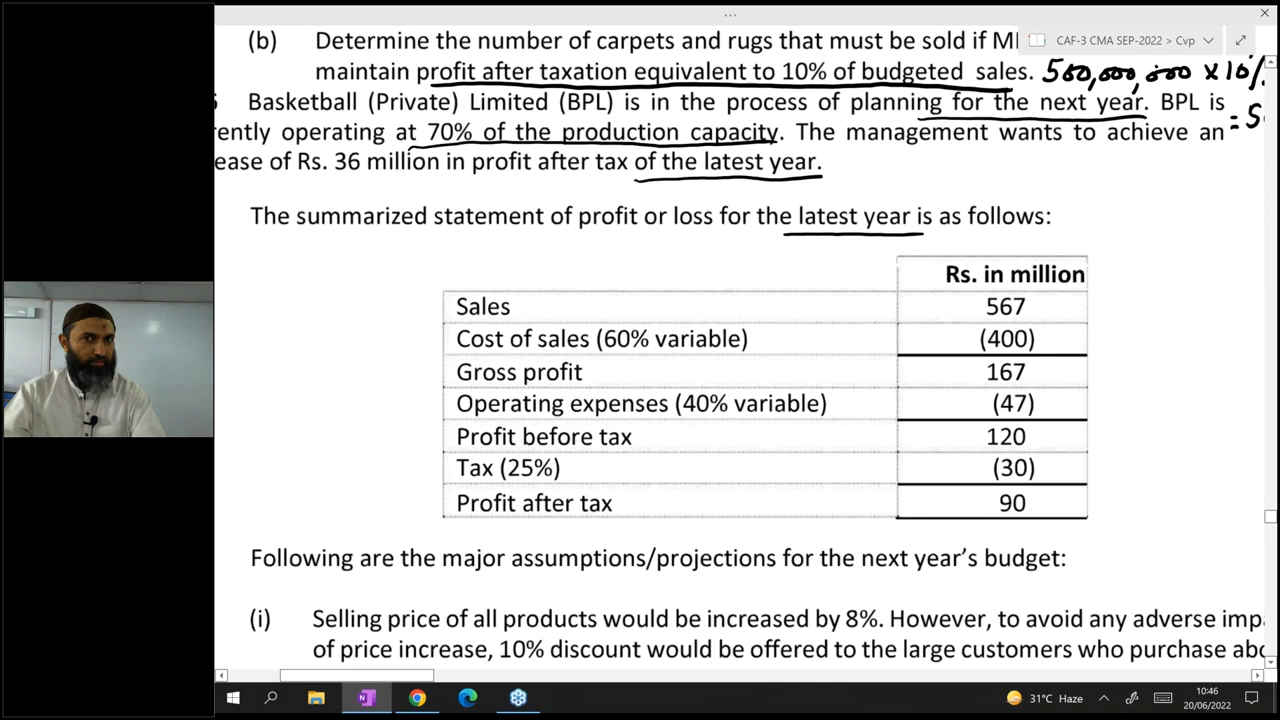 (b) Determine the number of carpets and rugs that must be sold if
maintain profit after taxation equivalent to 10% of budgeted sales. 500,000,000 × 10%
Basketball (Private) Limited (BPL) is in the process of planning for the next year. BPL is
rently operating at 70% of the production capacity. The management wants to achieve an
ease of Rs. 36 million in profit after tax of the latest year.
CAF-3 CMA SEP-2022 > Cvp
The summarized statement of profit or loss for the latest year is as follows:
Rs. in million
Sales 567
Cost of sales (60% variable) (400)
Gross profit 167
Operating expenses (40% variable) (47)
Profit before tax 120
Tax (25%) (30)
Profit after tax 90
Following are the major assumptions/projections for the next year's budget:
(i) Selling price of all products would be increased by 8%. However, to avoid any adverse imp
of price increase, 10% discount would be offered to the large customers who purchase abo
31°C Haze
10:46
20/06/2022